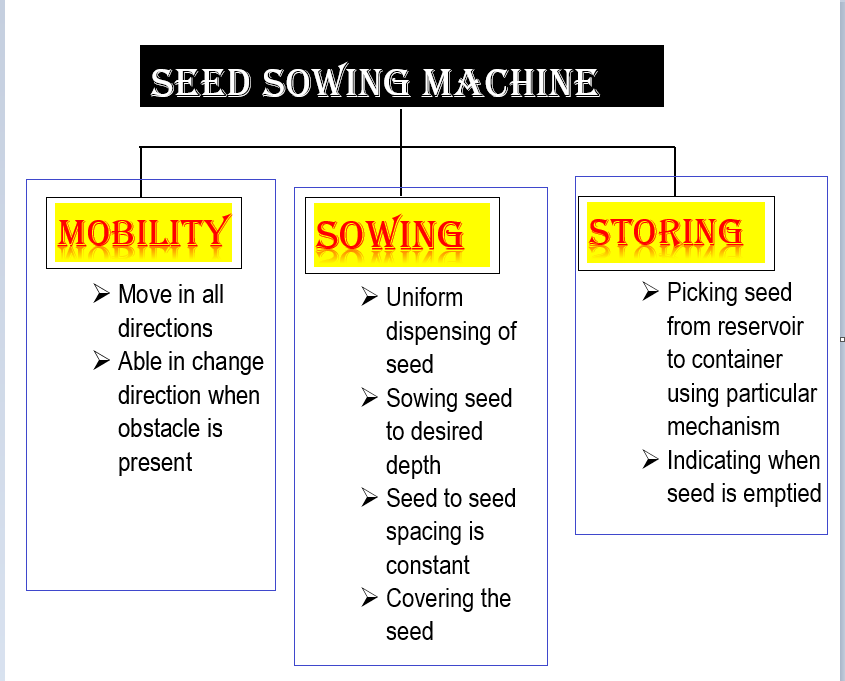 SEED SOWING MACHINE
MOBILITY
➢ Move in all
directions
➢ Able in change
direction when
obstacle is
present
SOWING
➢ Uniform
dispensing of
seed
➢ Sowing seed
to desired
depth
➢ Seed to seed
spacing is
constant
➢ Covering the
seed
STORING
➢ Picking seed
from reservoir
to container
using particular
mechanism
➢ Indicating when
seed is emptied